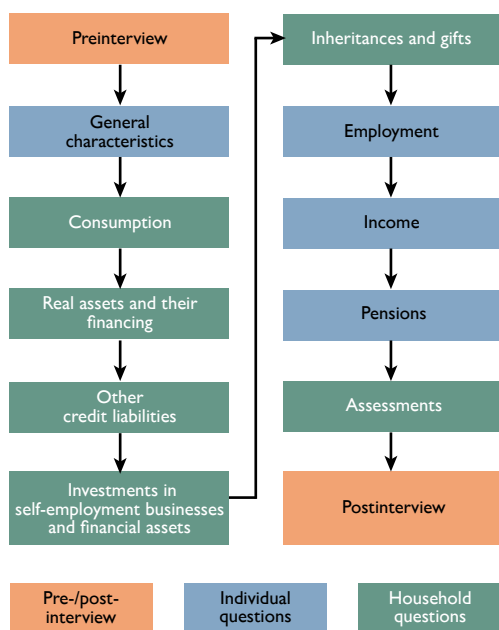 Preinterview
General
characteristics
Consumption
Real assets and their
financing
Other
credit liabilities
Investments in
self-employment businesses
and financial assets
Inheritances and gifts
Employment
Income
Pensions
Assessments
Postinterview
Pre-/post-
interview
Individual
questions
Household
questions